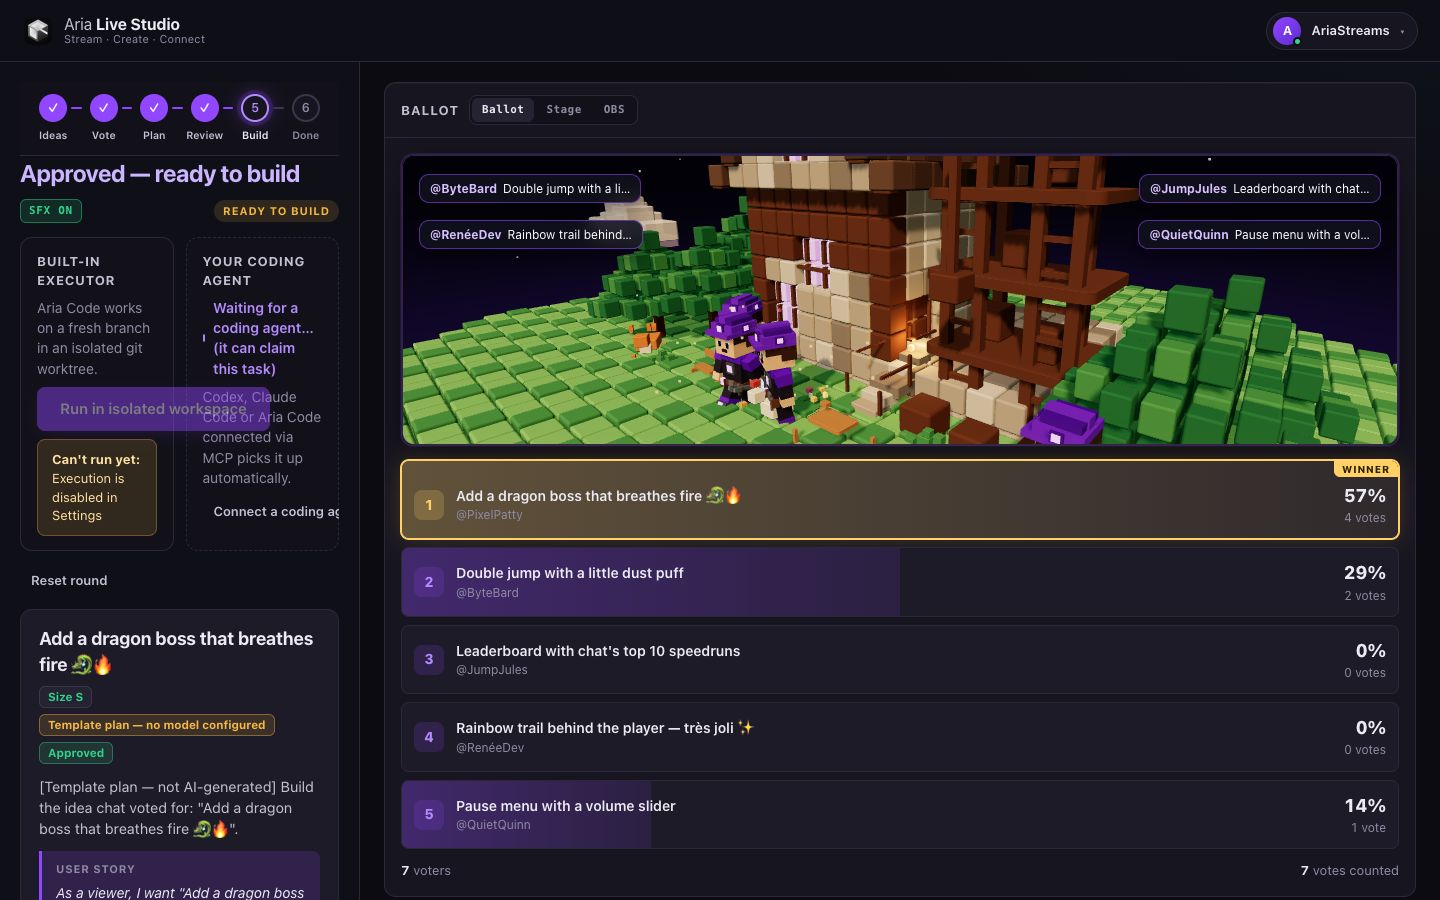 Aria Live Studio
Stream · Create · Connect
A AriaStreams
Ideas Vote Plan Review 5 Build 6 Done
Approved — ready to build
SFX ON
READY TO BUILD
BUILT-IN
EXECUTOR
Aria Code works
on a fresh branch
in an isolated git
worktree.
Run in isolated workspace
Can't run yet:
Execution is
disabled in
Settings
YOUR CODING
AGENT
Waiting for a
coding agent...
(it can claim
this task)
Codex, Claude
Code or Aria Code
connected via
MCP picks it up
automatically.
Connect a coding ag
Reset round
Add a dragon boss that breathes
fire 🐉🔥
Size S
Template plan — no model configured
Approved
[Template plan — not AI-generated] Build
the idea chat voted for: "Add a dragon
boss that breathes fire 🐉🔥".
USER STORY
As a viewer, I want "Add a dragon boss
BALLOT Ballot Stage OBS
@ByteBard Double jump with a li...
@JumpJules Leaderboard with chat...
@RenéeDev Rainbow trail behind...
@QuietQuinn Pause menu with a vol...
WINNER
1 Add a dragon boss that breathes fire 🐉🔥 57%
@PixelPatty 4 votes
2 Double jump with a little dust puff 29%
@ByteBard 2 votes
3 Leaderboard with chat's top 10 speedruns 0%
@JumpJules 0 votes
4 Rainbow trail behind the player — très joli ✨ 0%
@RenéeDev 0 votes
5 Pause menu with a volume slider 14%
@QuietQuinn 1 vote
7 voters 7 votes counted